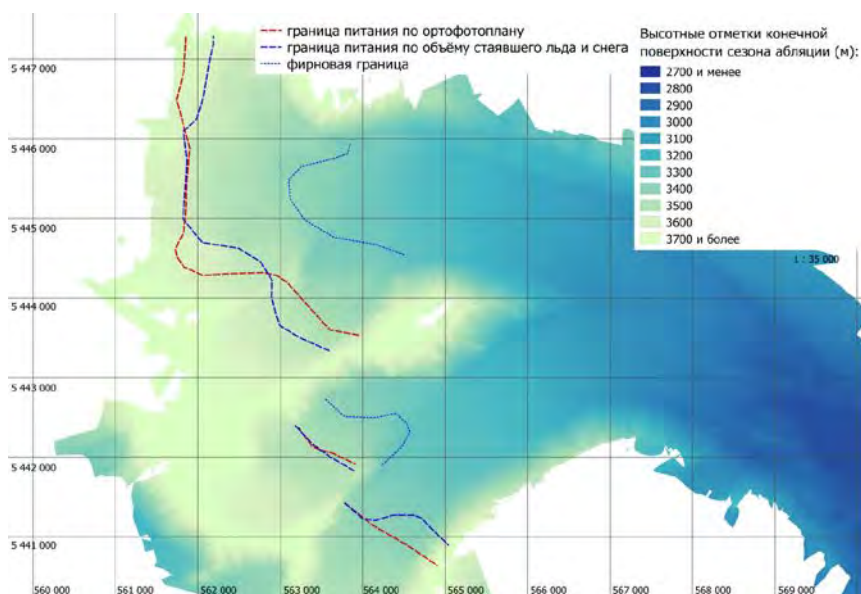 граница питания по ортофотоплану
граница питания по объёму стаявшего льда и снега
фирновая граница
Высотные отметки конечной
поверхности сезона абляции (м):
2700 и менее
2800
2900
3000
3100
3200
3300
3400
3500
3600
3700 и более
1 : 35 000
5 447 000
5 446 000
5 445 000
5 444 000
5 443 000
5 442 000
5 441 000
560 000
561 000
562 000
563 000
564 000
565 000
566 000
567 000
568 000
569 000